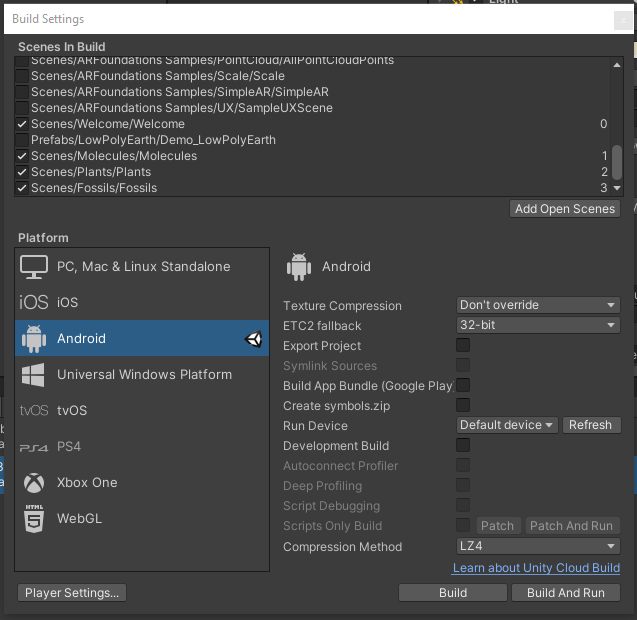 Light
Build Settings
Scenes In Build
Scenes/ARFoundations Samples/PointCloud/AllPointCloudPoints
Scenes/ARFoundations Samples/Scale/Scale
Scenes/ARFoundations Samples/SimpleAR/SimpleAR
Scenes/ARFoundations Samples/UX/SampleUXScene
Scenes/Welcome/Welcome 0
Prefabs/LowPolyEarth/Demo_LowPolyEarth
Scenes/Molecules/Molecules 1
Scenes/Plants/Plants 2
Scenes/Fossils/Fossils 3
Add Open Scenes
Platform
PC, Mac & Linux Standalone
iOS iOS
Android
Universal Windows Platform
tvOS tvOS
PS4 PS4
Xbox One
HTML 5 WebGL
Android
Texture Compression Don't override
ETC2 fallback 32-bit
Export Project
Symlink Sources
Build App Bundle (Google Play
Create symbols.zip
Run Device Default device Refresh
Development Build
Autoconnect Profiler
Deep Profiling
Script Debugging
Scripts Only Build Patch Patch And Run
Compression Method LZ4
Learn about Unity Cloud Build
Player Settings... Build Build And Run